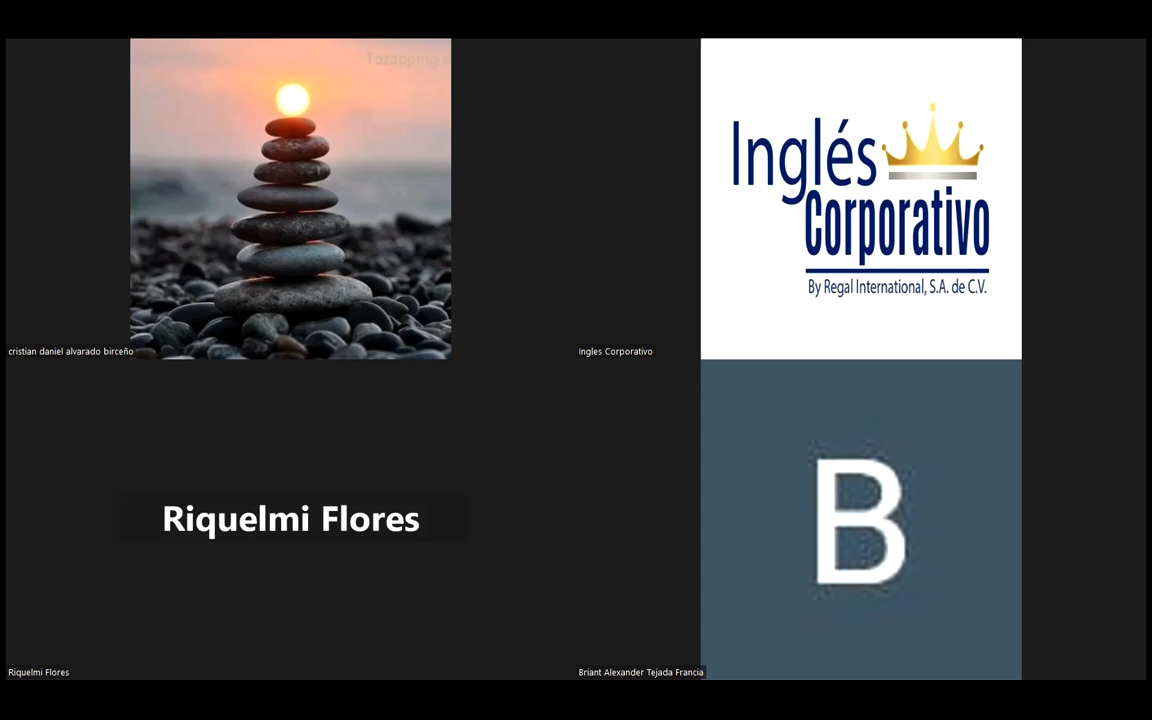 Tozapping
cristian daniel alvarado birceño
Inglés
Corporativo
By Regal International, S.A. de C.V.
Ingles Corporativo
Riquelmi Flores
Riquelmi Flores
B
Briant Alexander Tejada Francia